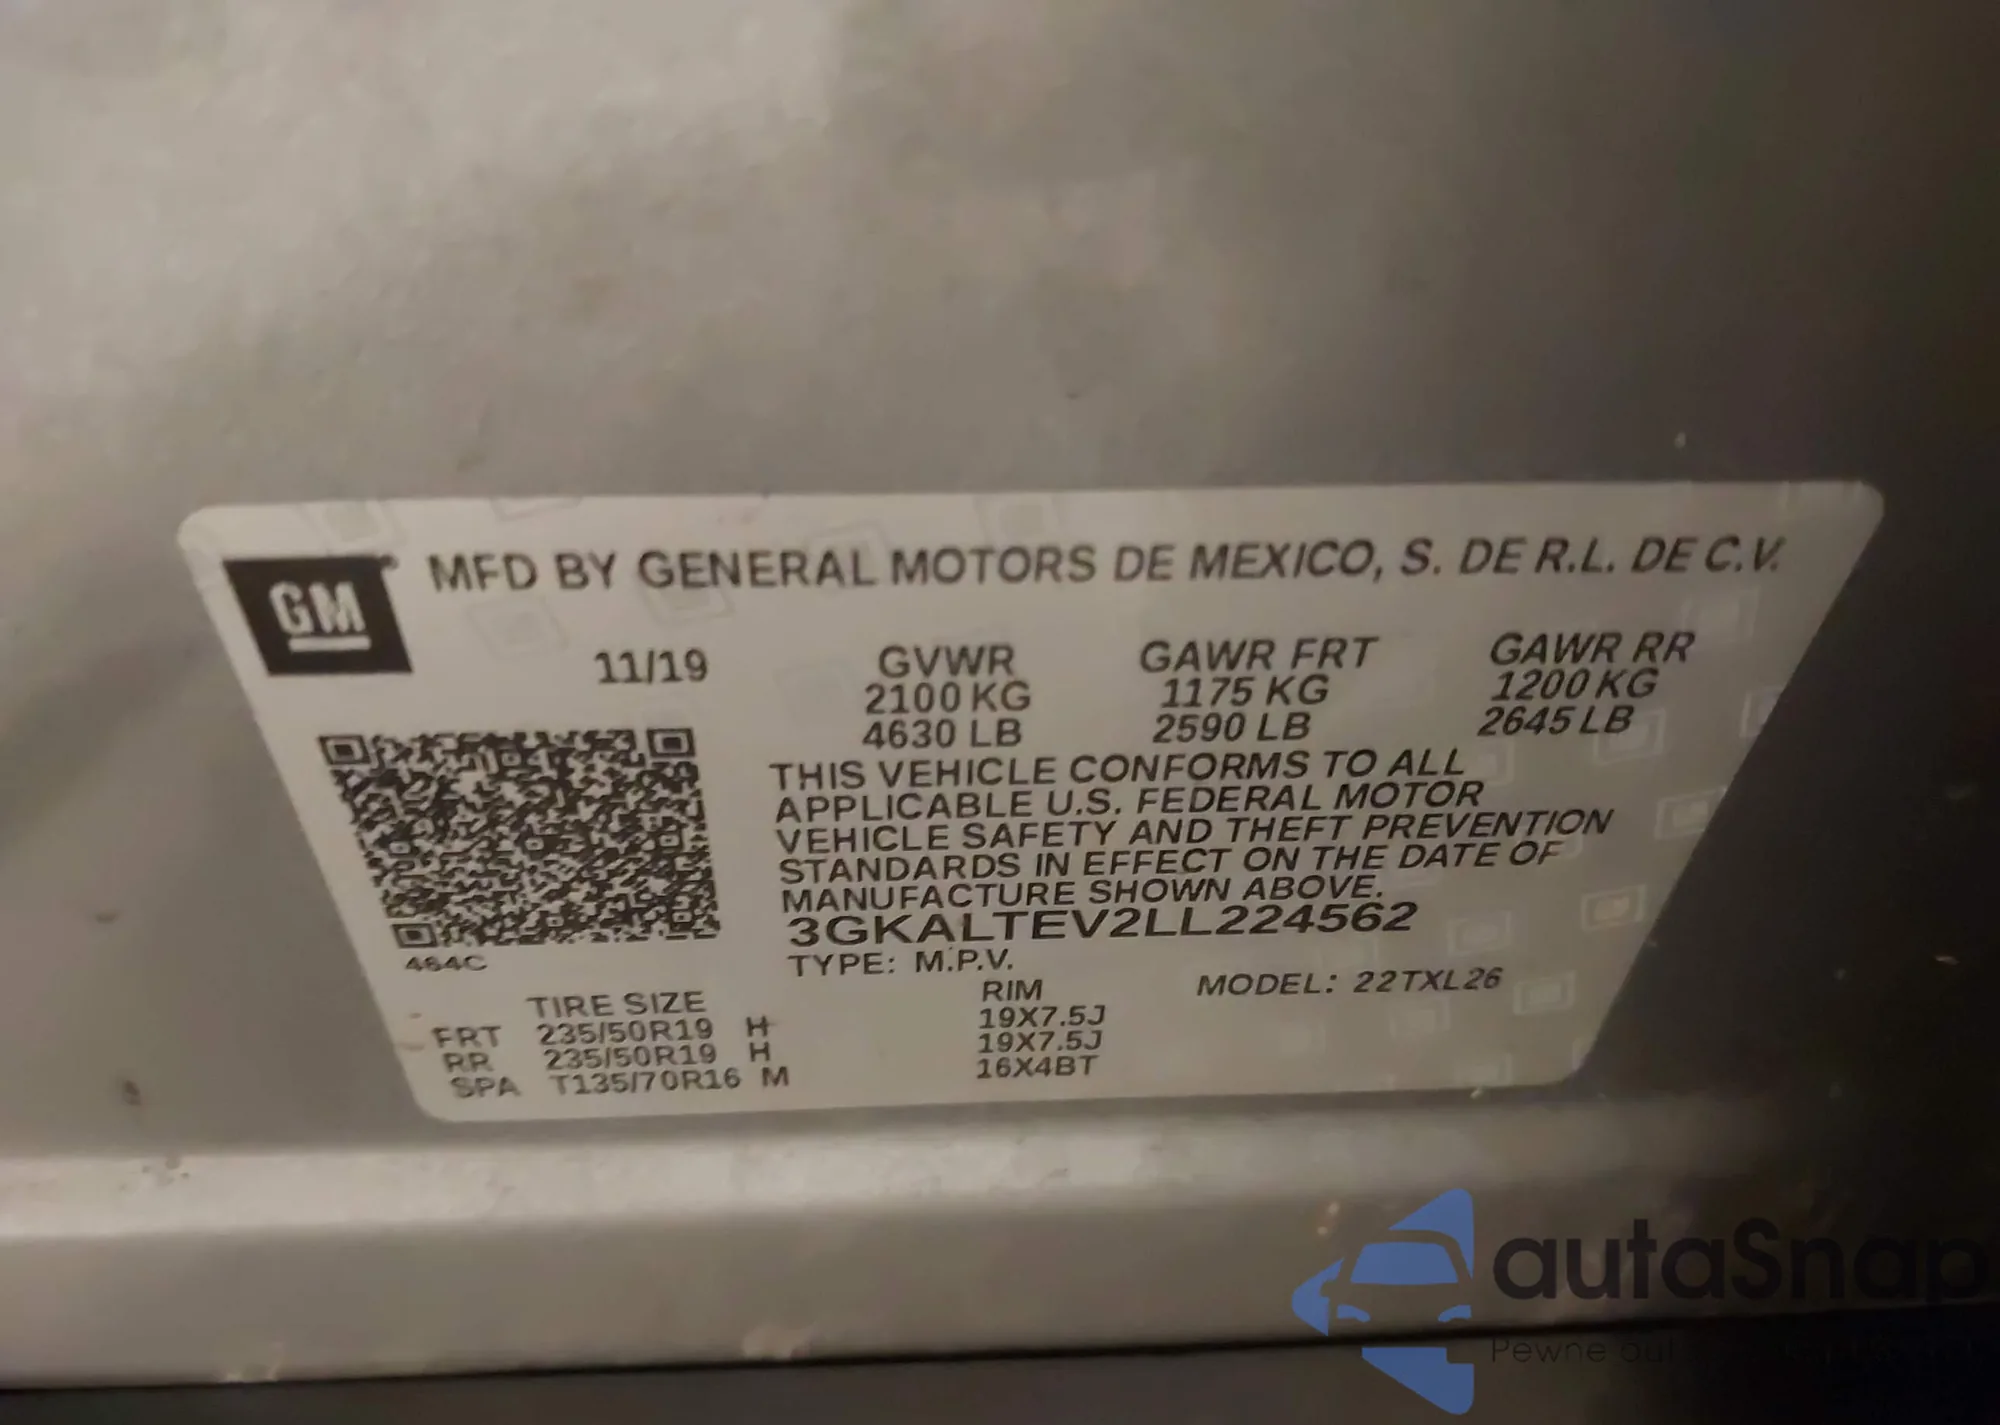 GM
MFD BY GENERAL MOTORS DE MEXICO, S. DE R.L. DE C.V.
11/19
GVWR GAWR FRT GAWR RR
2100 KG 1175 KG 1200 KG
4630 LB 2590 LB 2645 LB
THIS VEHICLE CONFORMS TO ALL
APPLICABLE U.S. FEDERAL MOTOR
VEHICLE SAFETY AND THEFT PREVENTION
STANDARDS IN EFFECT ON THE DATE OF
MANUFACTURE SHOWN ABOVE.
3GKALTEV2LL224562
464C
TYPE: M.P.V.
MODEL: 22TXL26
TIRE SIZE RIM
FRT 235/50R19 H 19X7.5J
RR 235/50R19 H 19X7.5J
SPA T135/70R16 M 16X4BT
autaSnap
Pewne